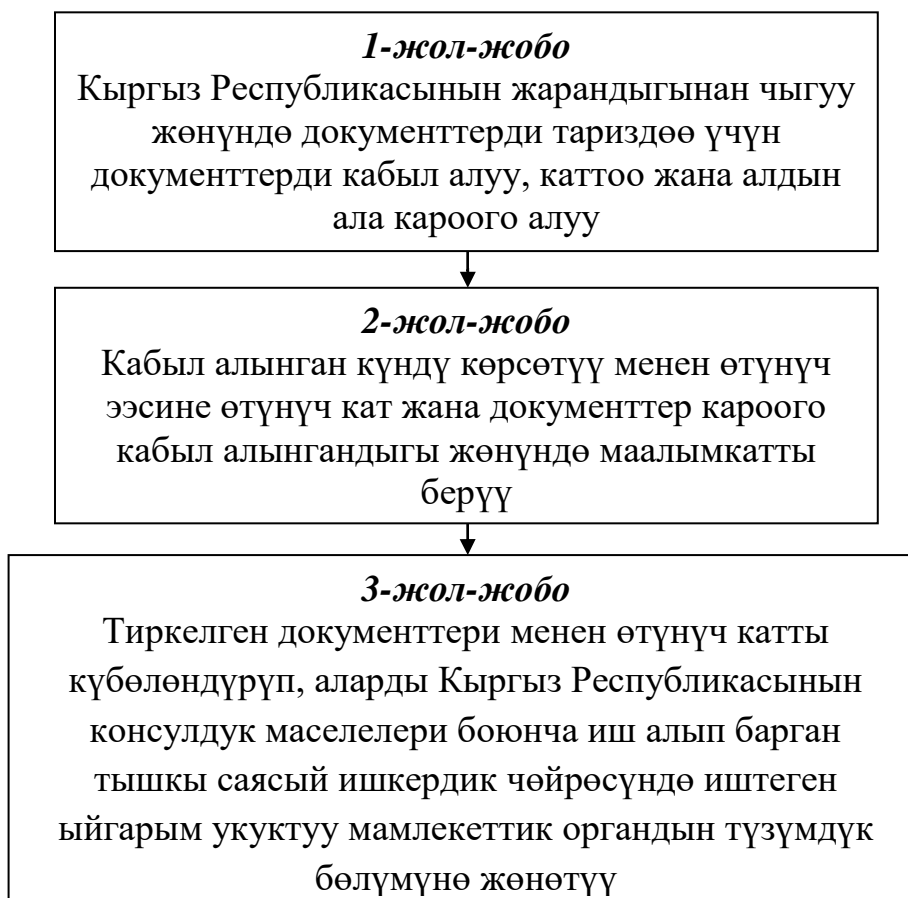 1-жол-жобо
Кыргыз Республикасынын жарандыгынан чыгуу
жөнүндө документтерди тариздөө үчүн
документтерди кабыл алуу, каттоо жана алдын
ала кароого алуу
2-жол-жобо
Кабыл алынган күндү көрсөтүү менен өтүнүч
ээсине өтүнүч кат жана документтер кароого
кабыл алынгандыгы жөнүндө маалымкатты
берүү
3-жол-жобо
Тиркелген документтери менен өтүнүч катты
күбөлөндүрүп, аларды Кыргыз Республикасынын
консулдук маселелери боюнча иш алып барган
тышкы саясый ишкердик чөйрөсүндө иштеген
ыйгарым укуктуу мамлекеттик органдын түзүмдүк
бөлүмүнө жөнөтүү